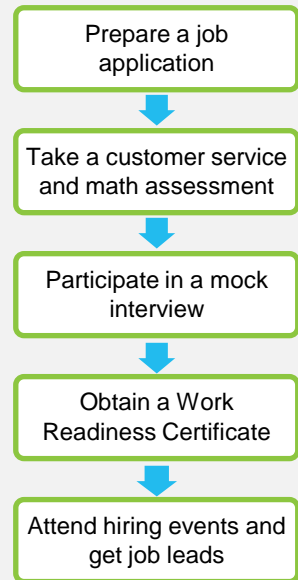 Prepare a job
application
Take a customer service
and math assessment
Participate in a mock
interview
Obtain a Work
Readiness Certificate
Attend hiring events and
get job leads